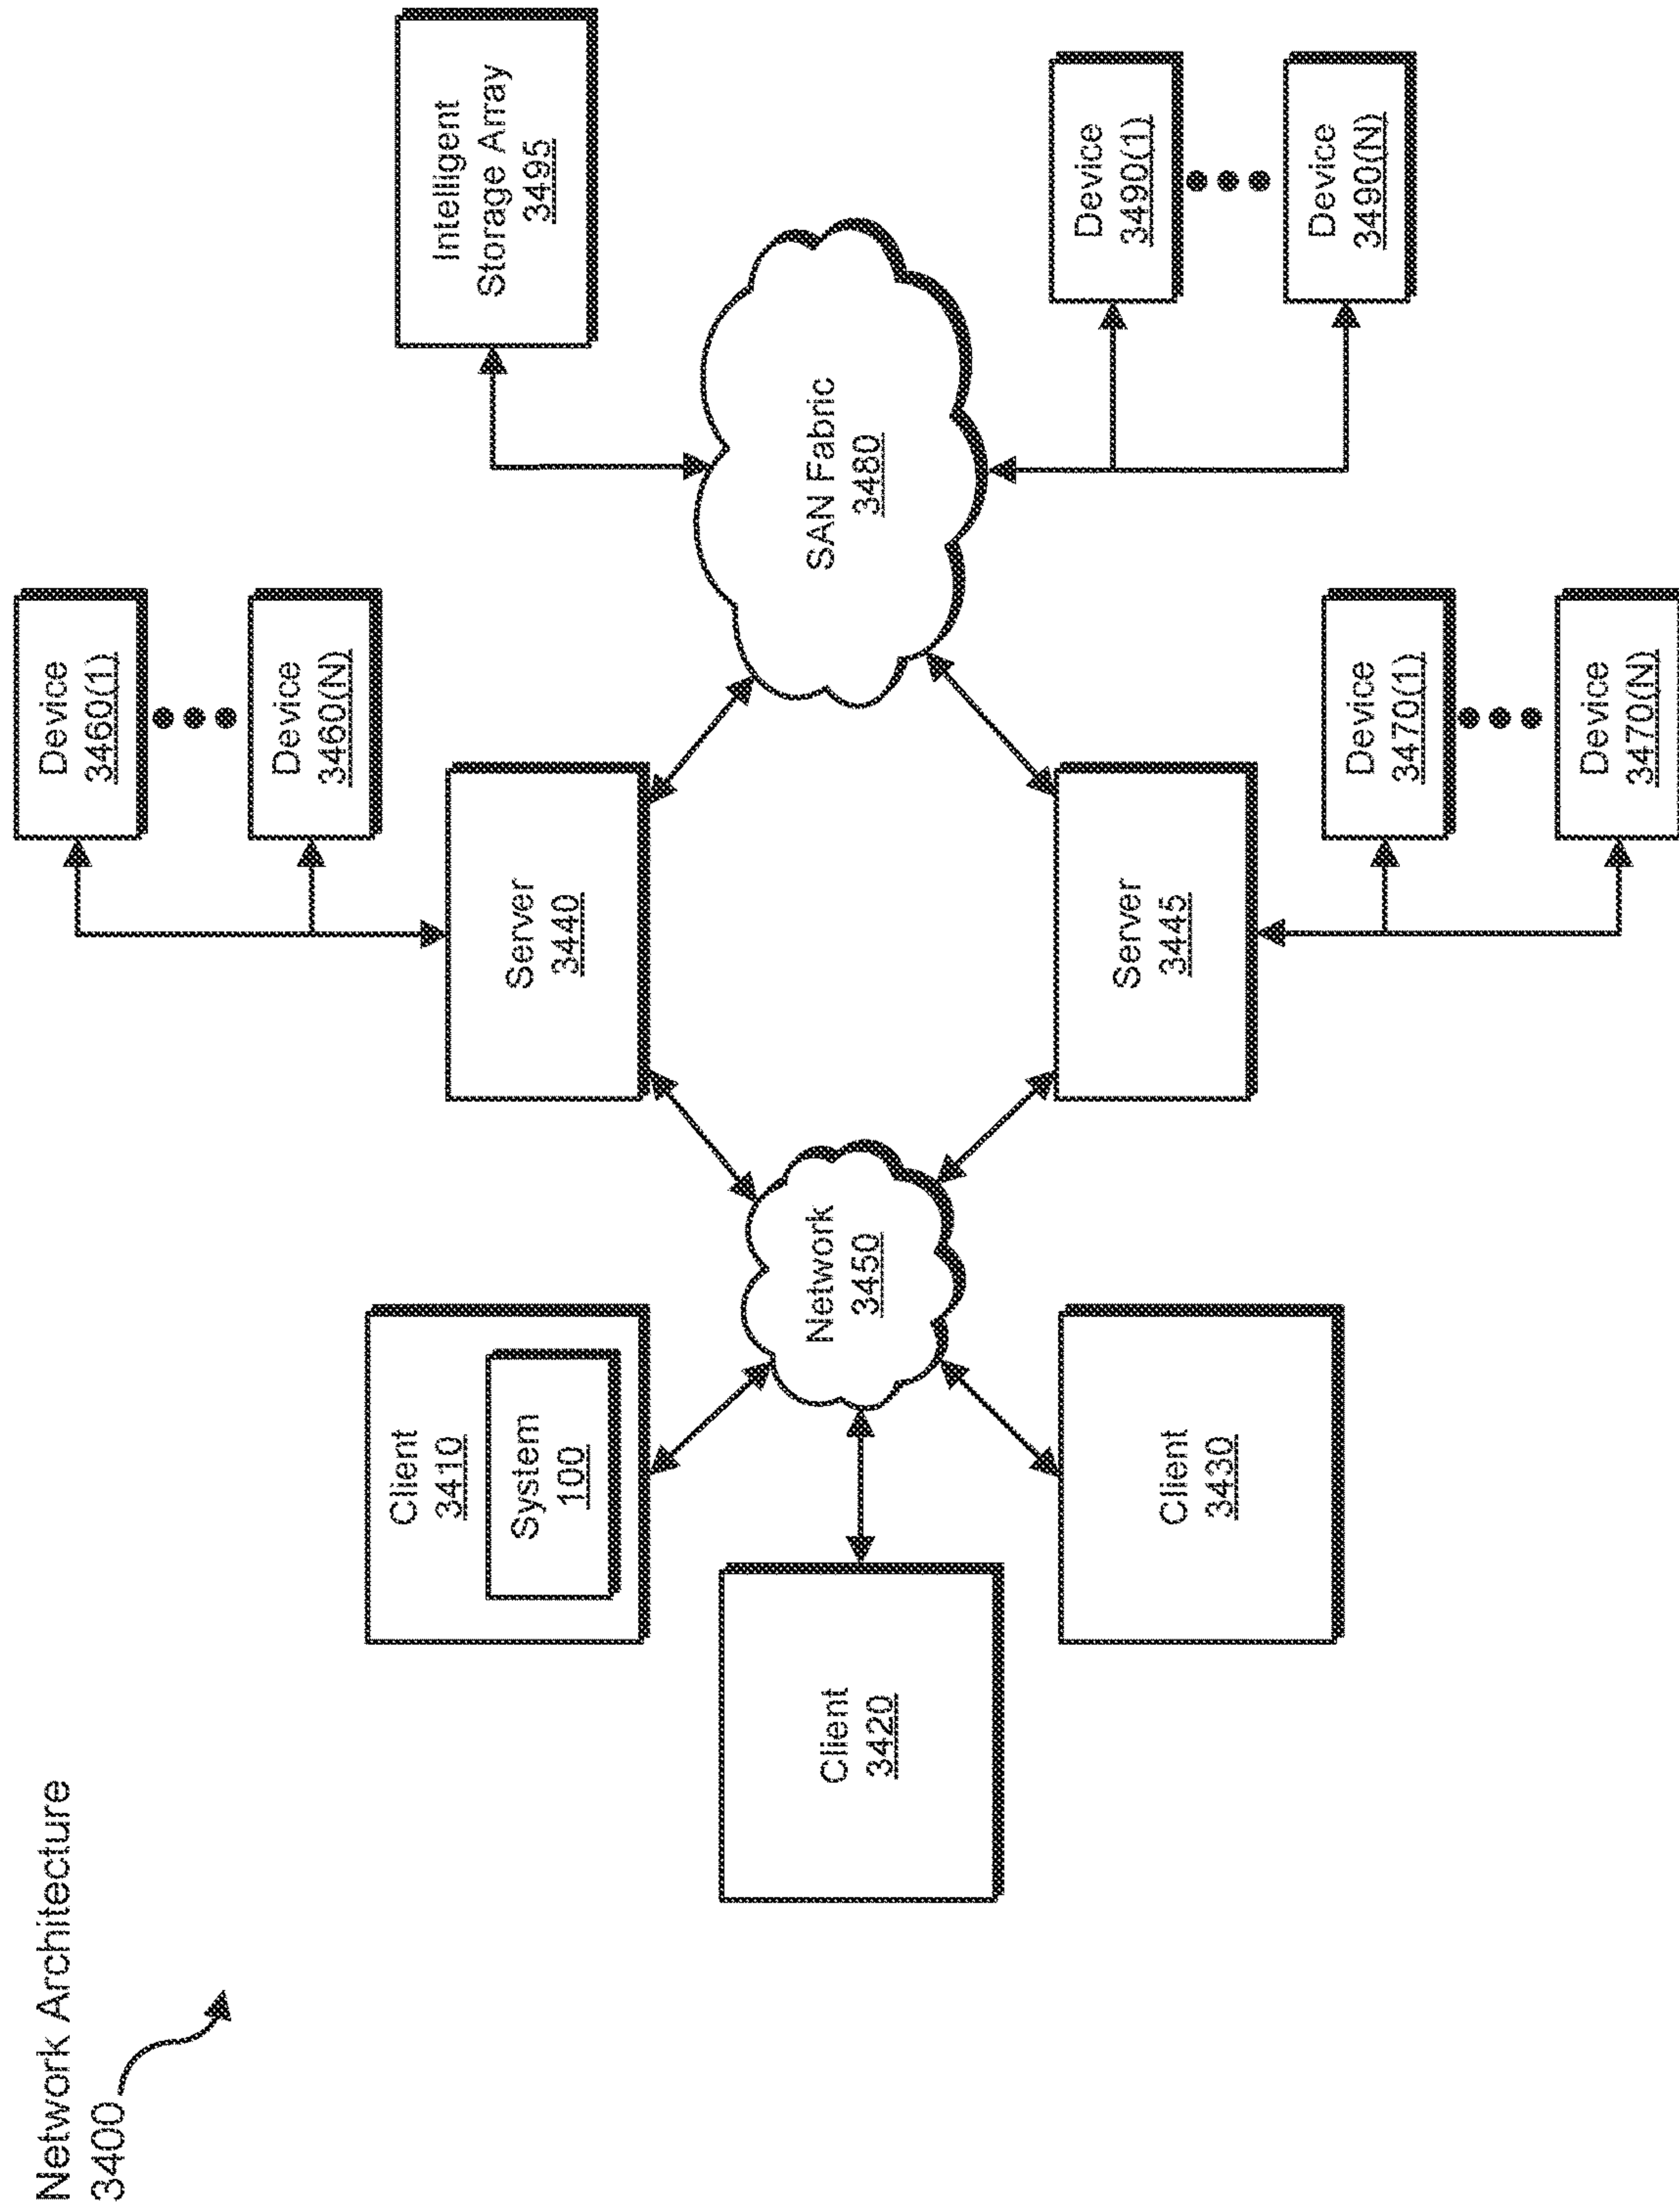 Network Architecture
3400
Client
3410
System
100
Client
3420
Client
3430
Network
3450
Server
3440
Server
3445
Device
3460(1)
Device
3460(N)
Device
3470(1)
Device
3470(N)
SAN Fabric
3480
Intelligent
Storage Array
3495
Device
3490(1)
Device
3490(N)